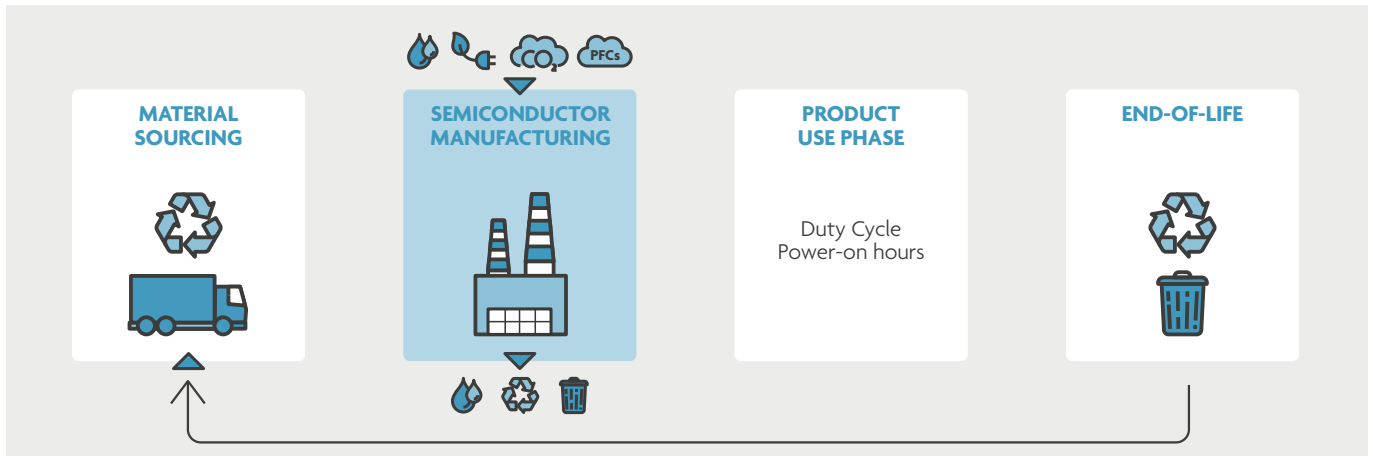 CO2
PFCs
MATERIAL
SOURCING
SEMICONDUCTOR
MANUFACTURING
PRODUCT
USE PHASE
END-OF-LIFE
Duty Cycle
Power-on hours